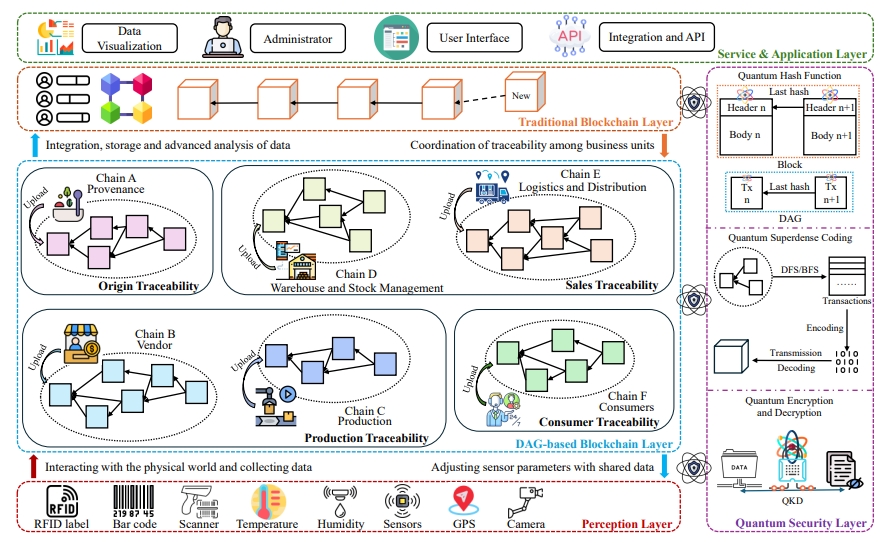 Data
Visualization
Administrator
User Interface
API
Integration and API
Service & Application Layer
New
Traditional Blockchain Layer
Integration, storage and advanced analysis of data
Coordination of traceability among business units
Chain A
Provenance
Upload
Origin Traceability
Upload
Chain D
Warehouse and Stock Management
Chain E
Logistics and Distribution
Upload
Sales Traceability
Chain B
Vendor
Upload
Upload
Chain C
Production
Production Traceability
Upload
24/7
Chain F
Consumers
Consumer Traceability
DAG-based Blockchain Layer
Interacting with the physical world and collecting data
Adjusting sensor parameters with shared data
RFID
RFID label
219 87 45
Bar code
Scanner
Temperature
Humidity
Sensors
GPS
Camera
Perception Layer
Quantum Hash Function
Last hash
Header n
Header n+1
Body n
Body n+1
Block
Tx
n
Last hash
Tx
n+1
DAG
Quantum Superdense Coding
DFS/BFS
Transactions
Encoding
Transmission
Decoding
1010
0101
Quantum Encryption
and Decryption
DATA
QKD
Quantum Security Layer